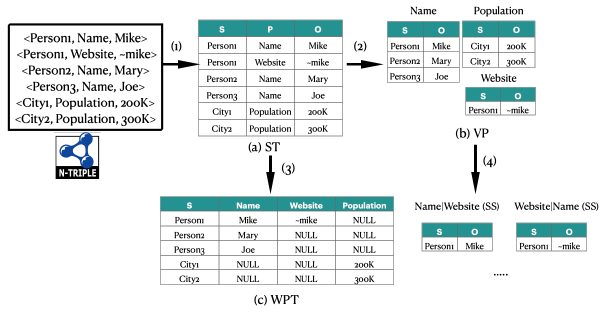 <Person1, Name, Mike>
<Person1, Website, ~mike>
<Person2, Name, Mary>
<Person3, Name, Joe>
<City1, Population, 200K>
<City2, Population, 300K>
N-TRIPLE
(1)
S P O
Person1 Name Mike
Person1 Website ~mike
Person2 Name Mary
Person3 Name Joe
City1 Population 200K
City2 Population 300K
(a) ST
(2)
Name
S O
Person1 Mike
Person2 Mary
Person3 Joe
Population
S O
City1 200K
City2 300K
Website
S O
Person1 ~mike
(b) VP
(3)
S Name Website Population
Person1 Mike ~mike NULL
Person2 Mary NULL NULL
Person3 Joe NULL NULL
City1 NULL NULL 200K
City2 NULL NULL 300K
(c) WPT
(4)
Name|Website (SS)
S O
Person1 Mike
Website|Name (SS)
S O
Person1 ~mike
.....